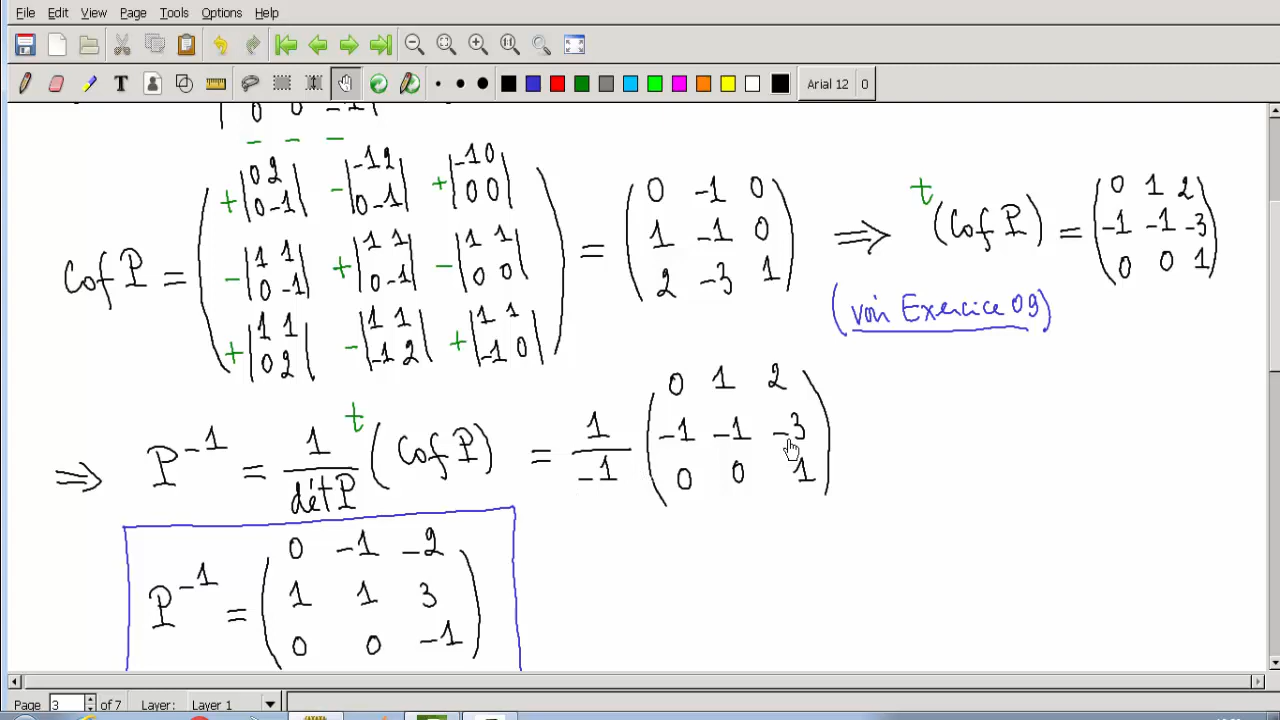 File Edit View Page Tools Options Help
Arial 12 0
0 0 -1
Cof P = ( +|0 2; 0 -1| -|-1 2; 0 -1| +|-1 0; 0 0|
-|1 1; 0 -1| +|1 1; 0 -1| -|1 1; 0 0|
+|1 1; 0 2| -|1 1; -1 2| +|1 1; -1 0| )
= ( 0 -1 0
1 -1 0
2 -3 1 )
⟹ t(Cof P) = ( 0 1 2
-1 -1 -3
0 0 1 )
(voir Exercice 09)
⟹ P^-1 = 1/dét P t(Cof P) = 1/-1 ( 0 1 2
-1 -1 -3
0 0 1 )
P^-1 = ( 0 -1 -2
1 1 3
0 0 -1 )
Page 3 of 7 Layer: Layer 1